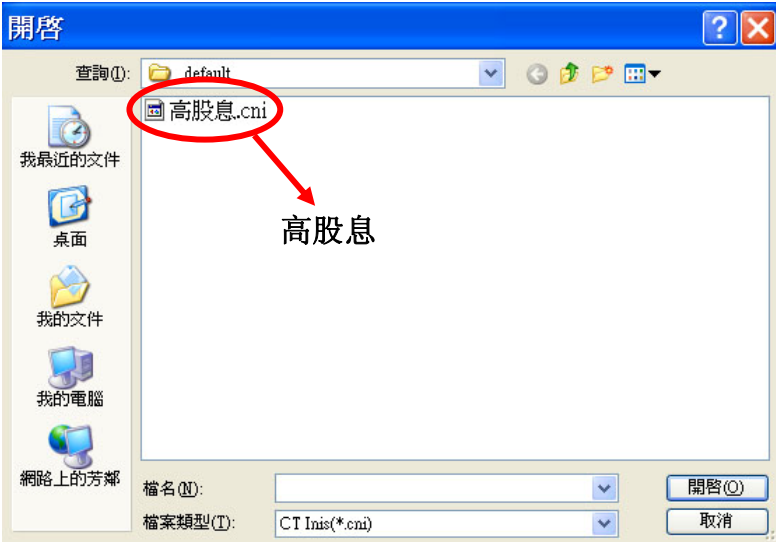 開啓
查詢(I):
default
高股息.cni
高股息
我最近的文件
桌面
我的文件
我的電腦
網路上的芳鄰
檔名(N):
開啓(O)
檔案類型(T):
CT Inis(*.cni)
取消